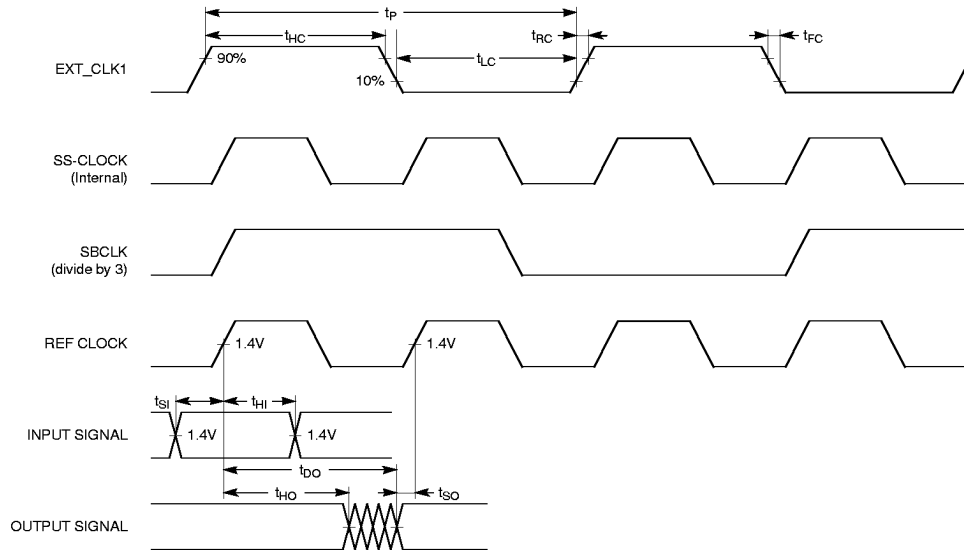 tP
tHC
tRC
tFC
EXT_CLK1
90%
tLC
10%
SS-CLOCK
(Internal)
SBCLK
(divide by 3)
REF CLOCK
1.4V
1.4V
tSI
tHI
INPUT SIGNAL
1.4V
1.4V
tDO
tHO
tSO
OUTPUT SIGNAL